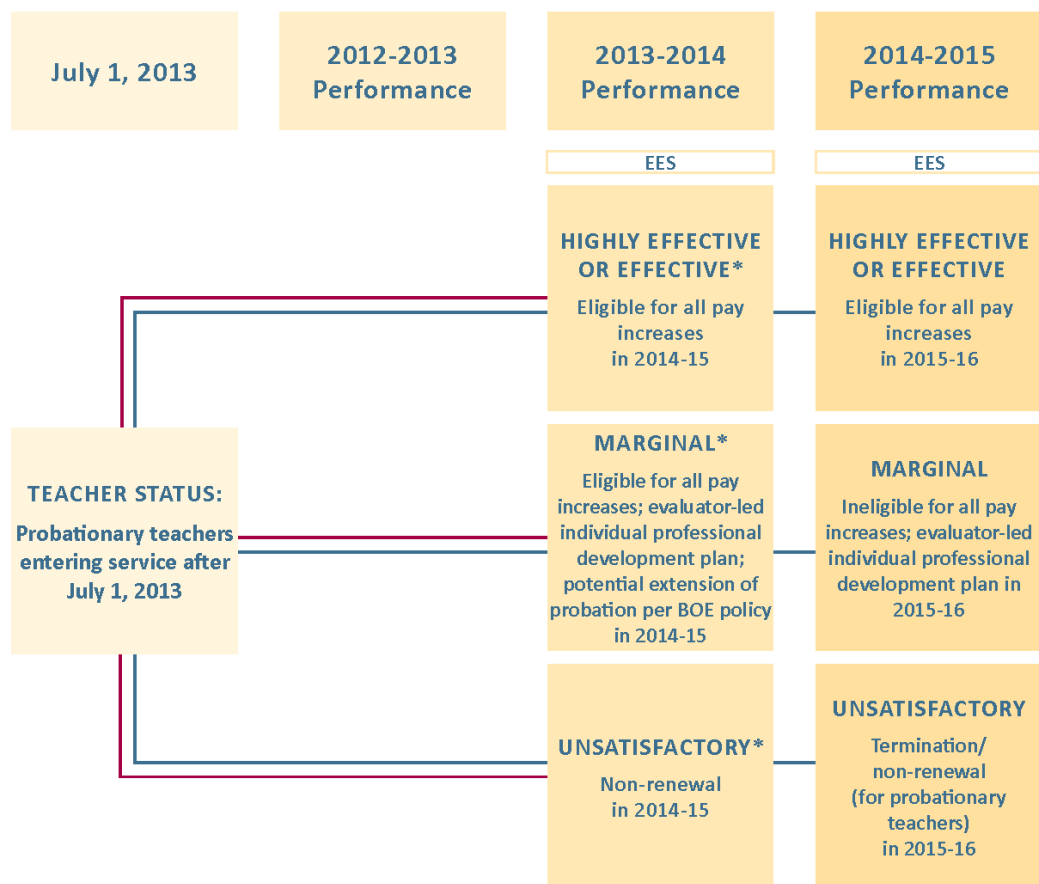 July 1, 2013
2012-2013
Performance
2013-2014
Performance
2014-2015
Performance
EES
EES
HIGHLY EFFECTIVE
OR EFFECTIVE*
Eligible for all pay
increases
in 2014-15
HIGHLY EFFECTIVE
OR EFFECTIVE
Eligible for all pay
increases
in 2015-16
TEACHER STATUS:
Probationary teachers
entering service after
July 1, 2013
MARGINAL*
Eligible for all pay
increases; evaluator-led
individual professional
development plan;
potential extension of
probation per BOE policy
in 2014-15
MARGINAL
Ineligible for all pay
increases; evaluator-led
individual professional
development plan in
2015-16
UNSATISFACTORY*
Non-renewal
in 2014-15
UNSATISFACTORY
Termination/
non-renewal
(for probationary
teachers)
in 2015-16